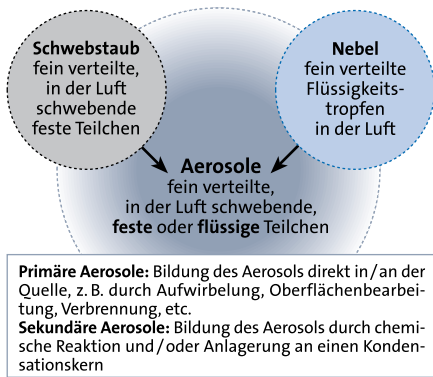 Schwebstaub
fein verteilte,
in der Luft
schwebende
feste Teilchen
Nebel
fein verteilte
Flüssigkeits-
tropfen
in der Luft
Aerosole
fein verteilte,
in der Luft schwebende,
feste oder flüssige Teilchen
Primäre Aerosole: Bildung des Aerosols direkt in/an der
Quelle, z. B. durch Aufwirbelung, Oberflächenbearbei-
tung, Verbrennung, etc.
Sekundäre Aerosole: Bildung des Aerosols durch chemi-
sche Reaktion und/oder Anlagerung an einen Konden-
sationskern